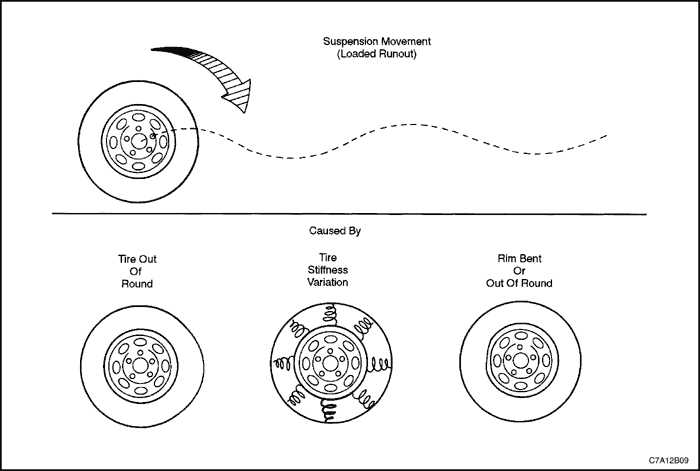 Suspension Movement
(Loaded Runout)
Caused By
Tire Out
Of
Round
Tire
Stiffness
Variation
Rim Bent
Or
Out Of Round
C7A12B09